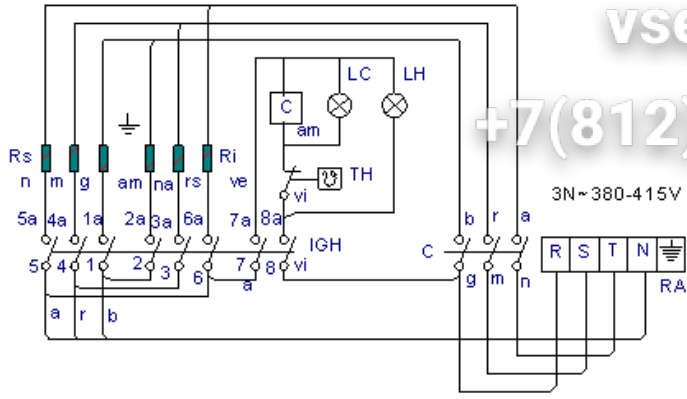 vse
LC LH
C
am
+7(812)
Rs Ri
n m g am na rs ve TH
vi
3N~380-415V
5a 4a 1a 2a 3a 6a 7a 8a b r a
IGH
C
R S T N
5 4 1 2 3 6 7 8 vi
a
g m n
RA
a r b